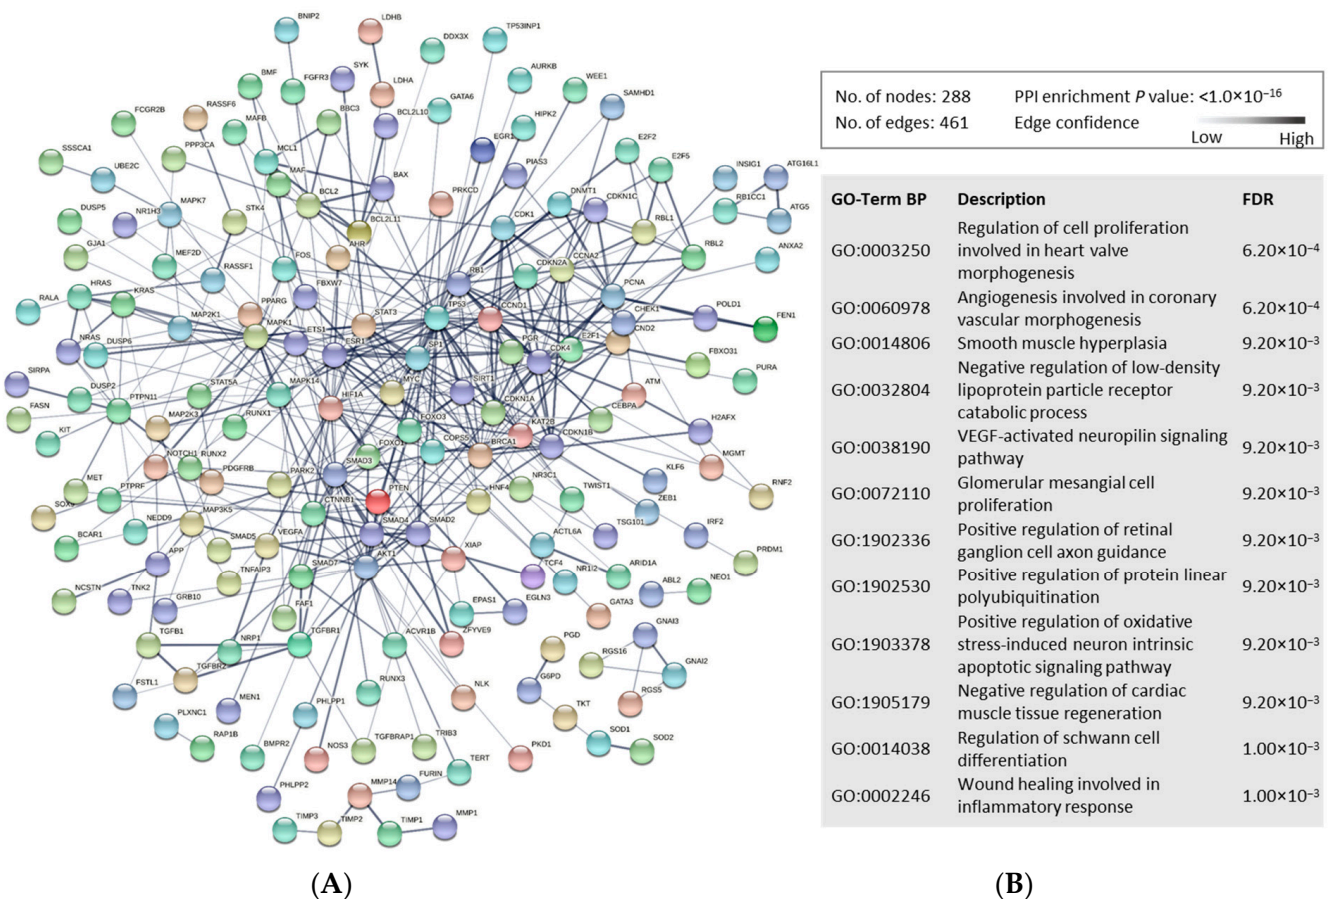 BNIP2
LDHB
DDX3X
TP53INP1
BMF
FGFR3
SYK
LDHA
AURKB
WEE1
FCGR2B
RASSF6
MAFB
BBC3
BCL2L10
GATA6
HIPK2
SAMHD1
SSSCA1
UBE2C
PPP3CA
MCL1
MAF
BCL2
BAX
EGR1
PIAS3
E2F2
E2F5
INSIG1
ATG16L1
RB1CC1
ATG5
DUSP5
NR1H3
MAPK7
STK4
BCL2L11
PRKCD
CDK1
DNMT1
CDKN1C
RBL1
RBL2
ANXA2
GJA1
MEF2D
RASSF1
FOS
AHR
RB1
CDKN2A
CCNA2
PCNA
RALA
HRAS
KRAS
MAP2K1
PPARG
FBXW7
STAT3
TP53
CCND1
CHEK1
POLD1
FEN1
NRAS
DUSP6
MAPK1
ETS1
ESR1
SP1
PGR
CDK4
E2F1
CND2
FBXO31
PURA
SIRPA
DUSP2
STAT5A
MAPK14
MYC
SIRT1
ATM
FASN
KIT
PTPN11
MAP2K3
RUNX1
HIF1A
FOXO3
CDKN1A
KAT2B
CEBPA
H2AFX
NOTCH1
RUNX2
PDGFRB
FOXO1
COPS5
BRCA1
CDKN1B
MGMT
MET
PTPRF
PARK2
SMAD3
PTEN
HNF4
NR3C1
TWIST1
KLF6
ZEB1
RNF2
SOX9
BCAR1
NEDD9
MAP3K5
CTNNB1
SMAD4
SMAD2
TSG101
IRF2
PRDM1
SMAD5
VEGFA
AKT1
XIAP
ACTL6A
TCF4
NR1I2
ARID1A
APP
TNFAIP3
SMAD7
NCSTN
TNK2
GRB10
FAF1
EPAS1
EGLN3
GATA3
ABL2
NEO1
TGFB1
NRP1
TGFBR1
ACVR1B
ZFYVE9
PGD
RGS16
GNAI3
GNAI2
TGFBR2
FSTL1
MEN1
RUNX3
NLK
G6PD
RGS5
PLXNC1
RAP1B
PHLPP1
TKT
SOD1
SOD2
BMPR2
NOS3
TGFBRAP1
TRIB3
TERT
PKD1
PHLPP2
MMP14
FURIN
TIMP3
TIMP2
TIMP1
MMP1
(A)
No. of nodes: 288 PPI enrichment P value: <1.0×10⁻¹⁶
No. of edges: 461 Edge confidence
Low High
GO-Term BP Description FDR
Regulation of cell proliferation
GO:0003250 involved in heart valve 6.20×10⁻⁴
morphogenesis
GO:0060978 Angiogenesis involved in coronary 6.20×10⁻⁴
vascular morphogenesis
GO:0014806 Smooth muscle hyperplasia 9.20×10⁻³
Negative regulation of low-density
GO:0032804 lipoprotein particle receptor 9.20×10⁻³
catabolic process
GO:0038190 VEGF-activated neuropilin signaling 9.20×10⁻³
pathway
GO:0072110 Glomerular mesangial cell 9.20×10⁻³
proliferation
GO:1902336 Positive regulation of retinal 9.20×10⁻³
ganglion cell axon guidance
GO:1902530 Positive regulation of protein linear 9.20×10⁻³
polyubiquitination
Positive regulation of oxidative
GO:1903378 stress-induced neuron intrinsic 9.20×10⁻³
apoptotic signaling pathway
GO:1905179 Negative regulation of cardiac 9.20×10⁻³
muscle tissue regeneration
GO:0014038 Regulation of schwann cell 1.00×10⁻³
differentiation
GO:0002246 Wound healing involved in 1.00×10⁻³
inflammatory response
(B)